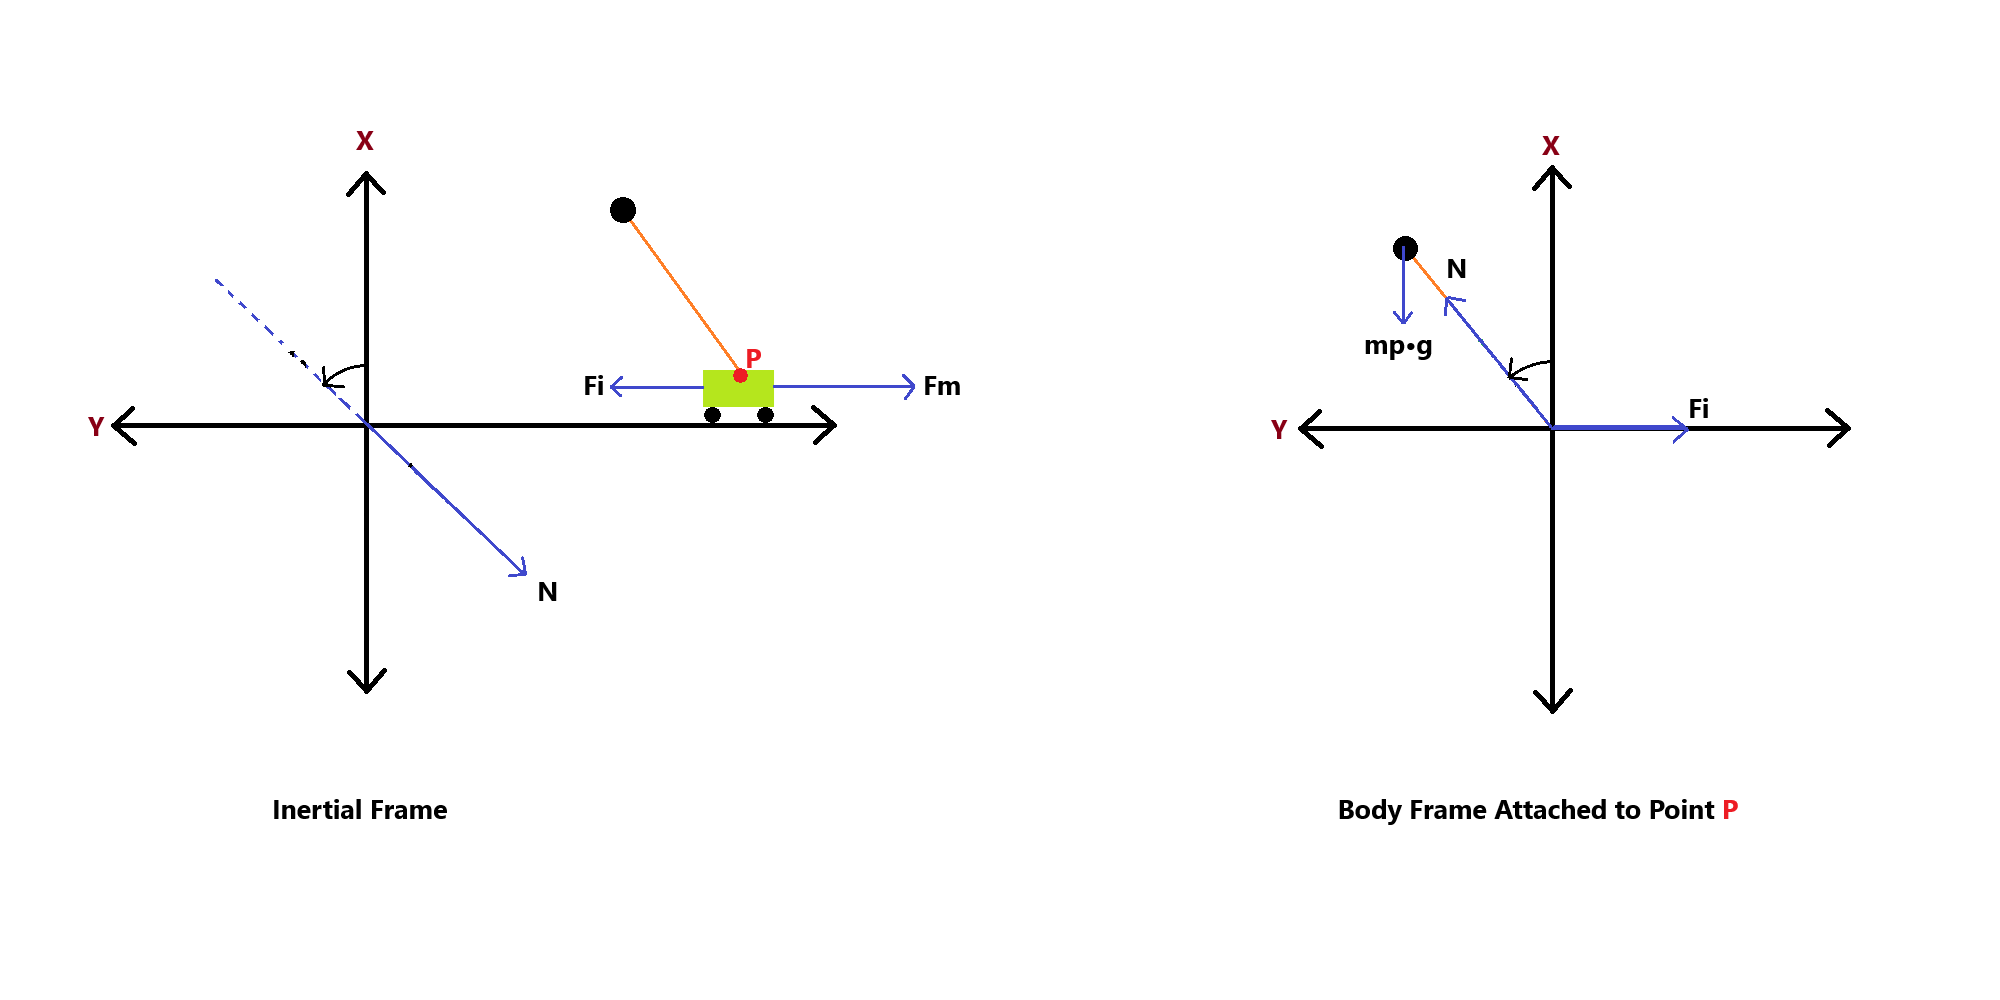 X
Y
P
Fi
Fm
N
Inertial Frame
X
N
mp•g
Fi
Y
Body Frame Attached to Point P